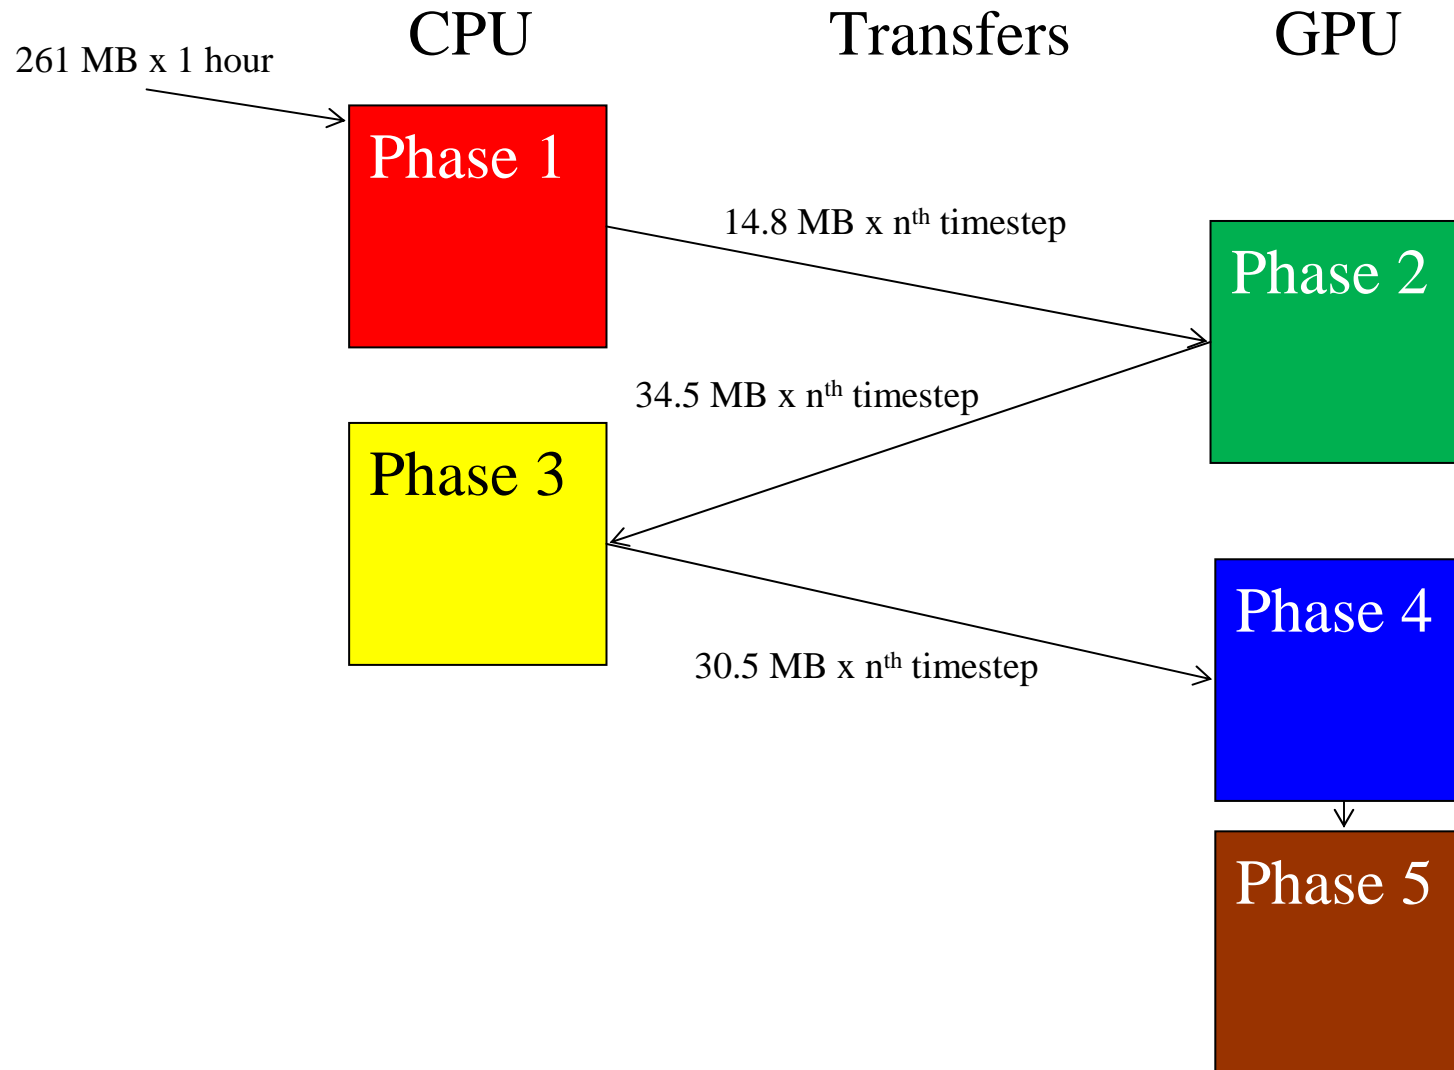 CPU
Transfers
GPU
261 MB x 1 hour
Phase 1
14.8 MB x nth timestep
Phase 2
34.5 MB x nth timestep
Phase 3
Phase 4
30.5 MB x nth timestep
Phase 5